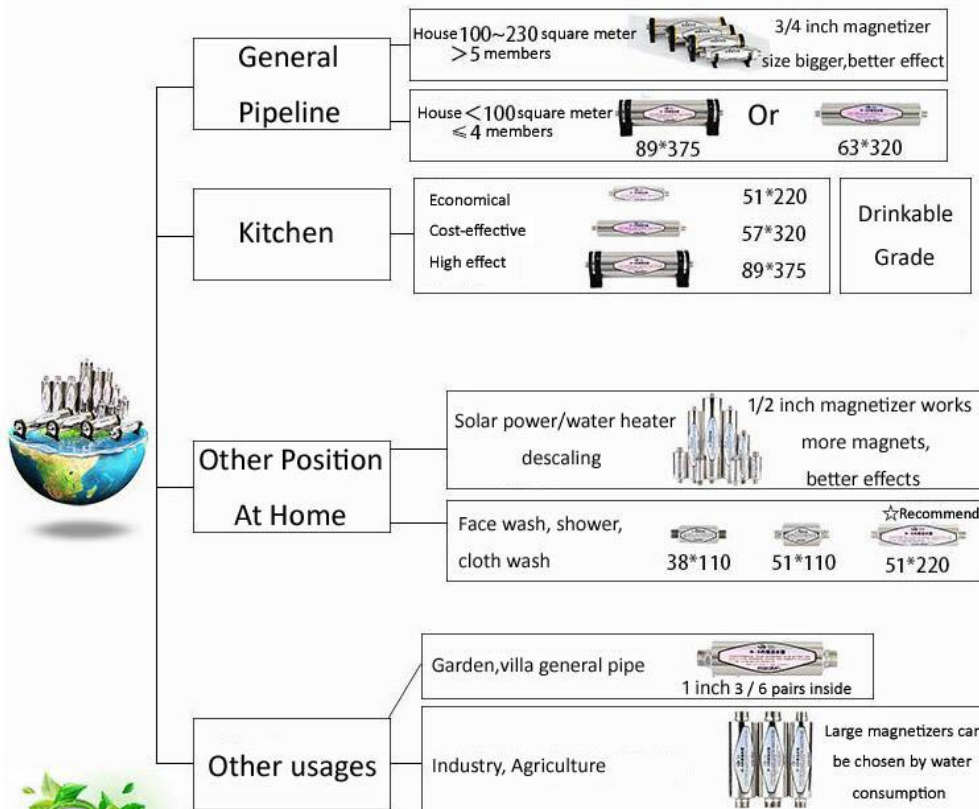 General
Pipeline
House 100~230 square meter
>5 members
3/4 inch magnetizer
size bigger,better effect
House <100 square meter
≤4 members
89*375
Or
63*320
Kitchen
Economical
51*220
Cost-effective
57*320
High effect
89*375
Drinkable
Grade
Other Position
At Home
Solar power/water heater
descaling
1/2 inch magnetizer works
more magnets,
better effects
Face wash, shower,
cloth wash
☆Recommend
38*110
51*110
51*220
Other usages
Garden,villa general pipe
1 inch 3 / 6 pairs inside
Industry, Agriculture
Large magnetizers can
be chosen by water
consumption